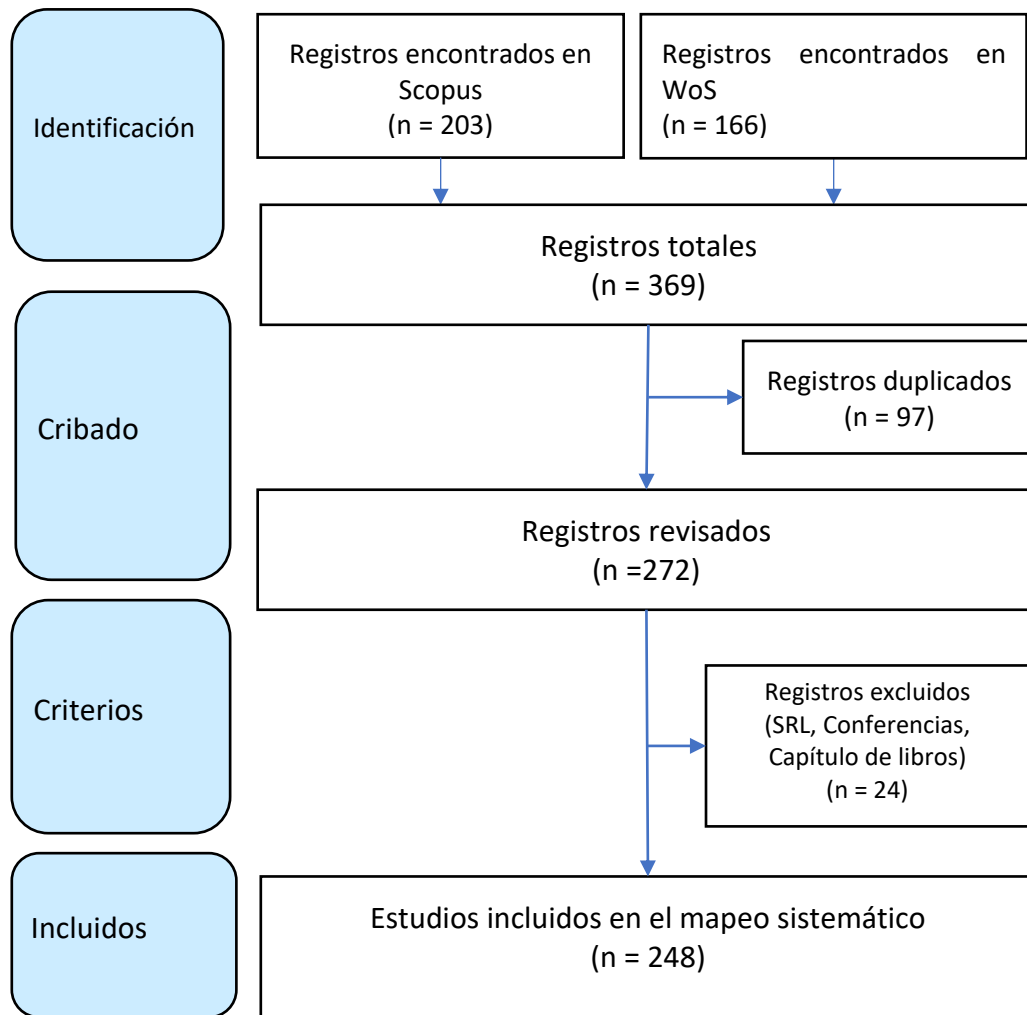 Identificación
Registros encontrados en
Scopus
(n = 203)
Registros encontrados en
WoS
(n = 166)
Registros totales
(n = 369)
Cribado
Registros duplicados
(n = 97)
Registros revisados
(n =272)
Criterios
Registros excluidos
(SRL, Conferencias,
Capítulo de libros)
(n = 24)
Incluidos
Estudios incluidos en el mapeo sistemático
(n = 248)